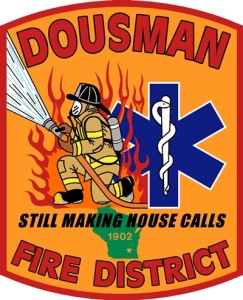 DOUSMAN
STILL MAKING HOUSE CALLS
1902
FIRE DISTRICT